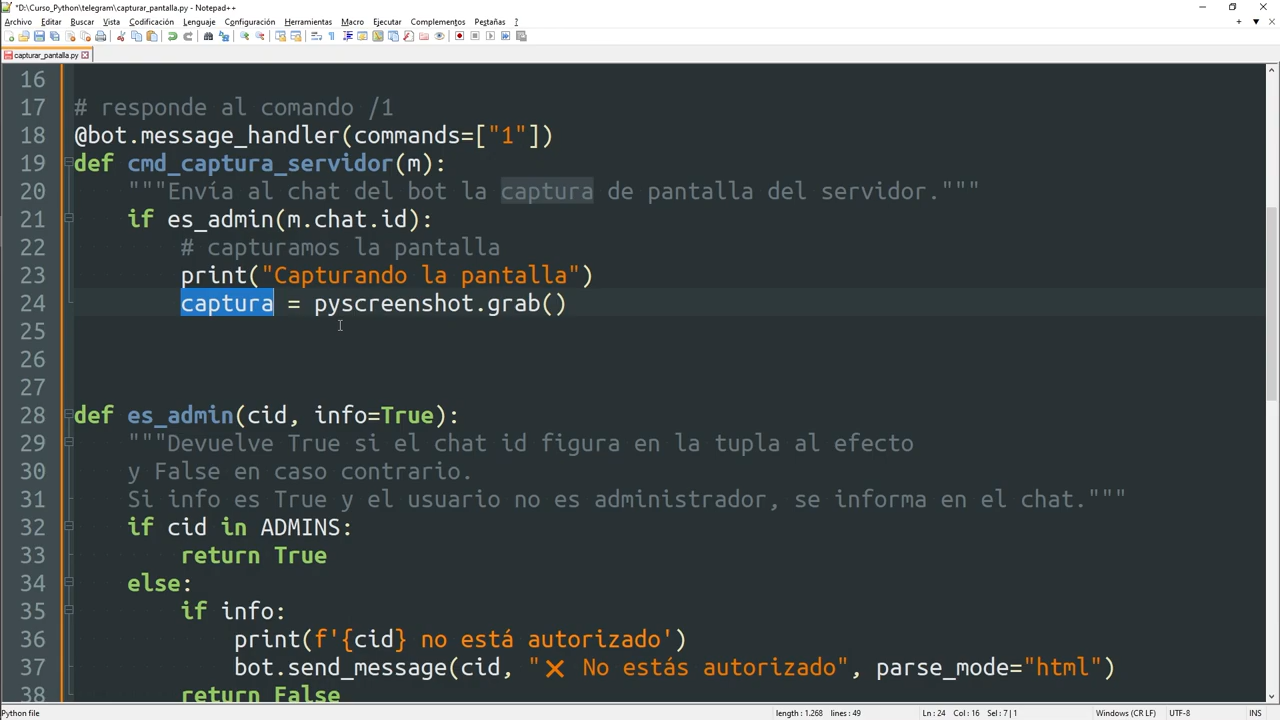 *D:\Curso_Python\telegram\capturar_pantalla.py - Notepad++
Archivo Editar Buscar Vista Codificación Lenguaje Configuración Herramientas Macro Ejecutar Complementos Pestañas ?
capturar_pantalla.py
16
17 # responde al comando /1
18 @bot.message_handler(commands=["1"])
19 def cmd_captura_servidor(m):
20 """Envía al chat del bot la captura de pantalla del servidor."""
21 if es_admin(m.chat.id):
22 # capturamos la pantalla
23 print("Capturando la pantalla")
24 captura = pyscreenshot.grab()
25
26
27
28 def es_admin(cid, info=True):
29 """Devuelve True si el chat id figura en la tupla al efecto
30 y False en caso contrario.
31 Si info es True y el usuario no es administrador, se informa en el chat."""
32 if cid in ADMINS:
33 return True
34 else:
35 if info:
36 print(f'{cid} no está autorizado')
37 bot.send_message(cid, "❌ No estás autorizado", parse_mode="html")
38 return False
Python file length : 1.268 lines : 49 Ln : 24 Col : 16 Sel : 7 | 1 Windows (CR LF) UTF-8 INS